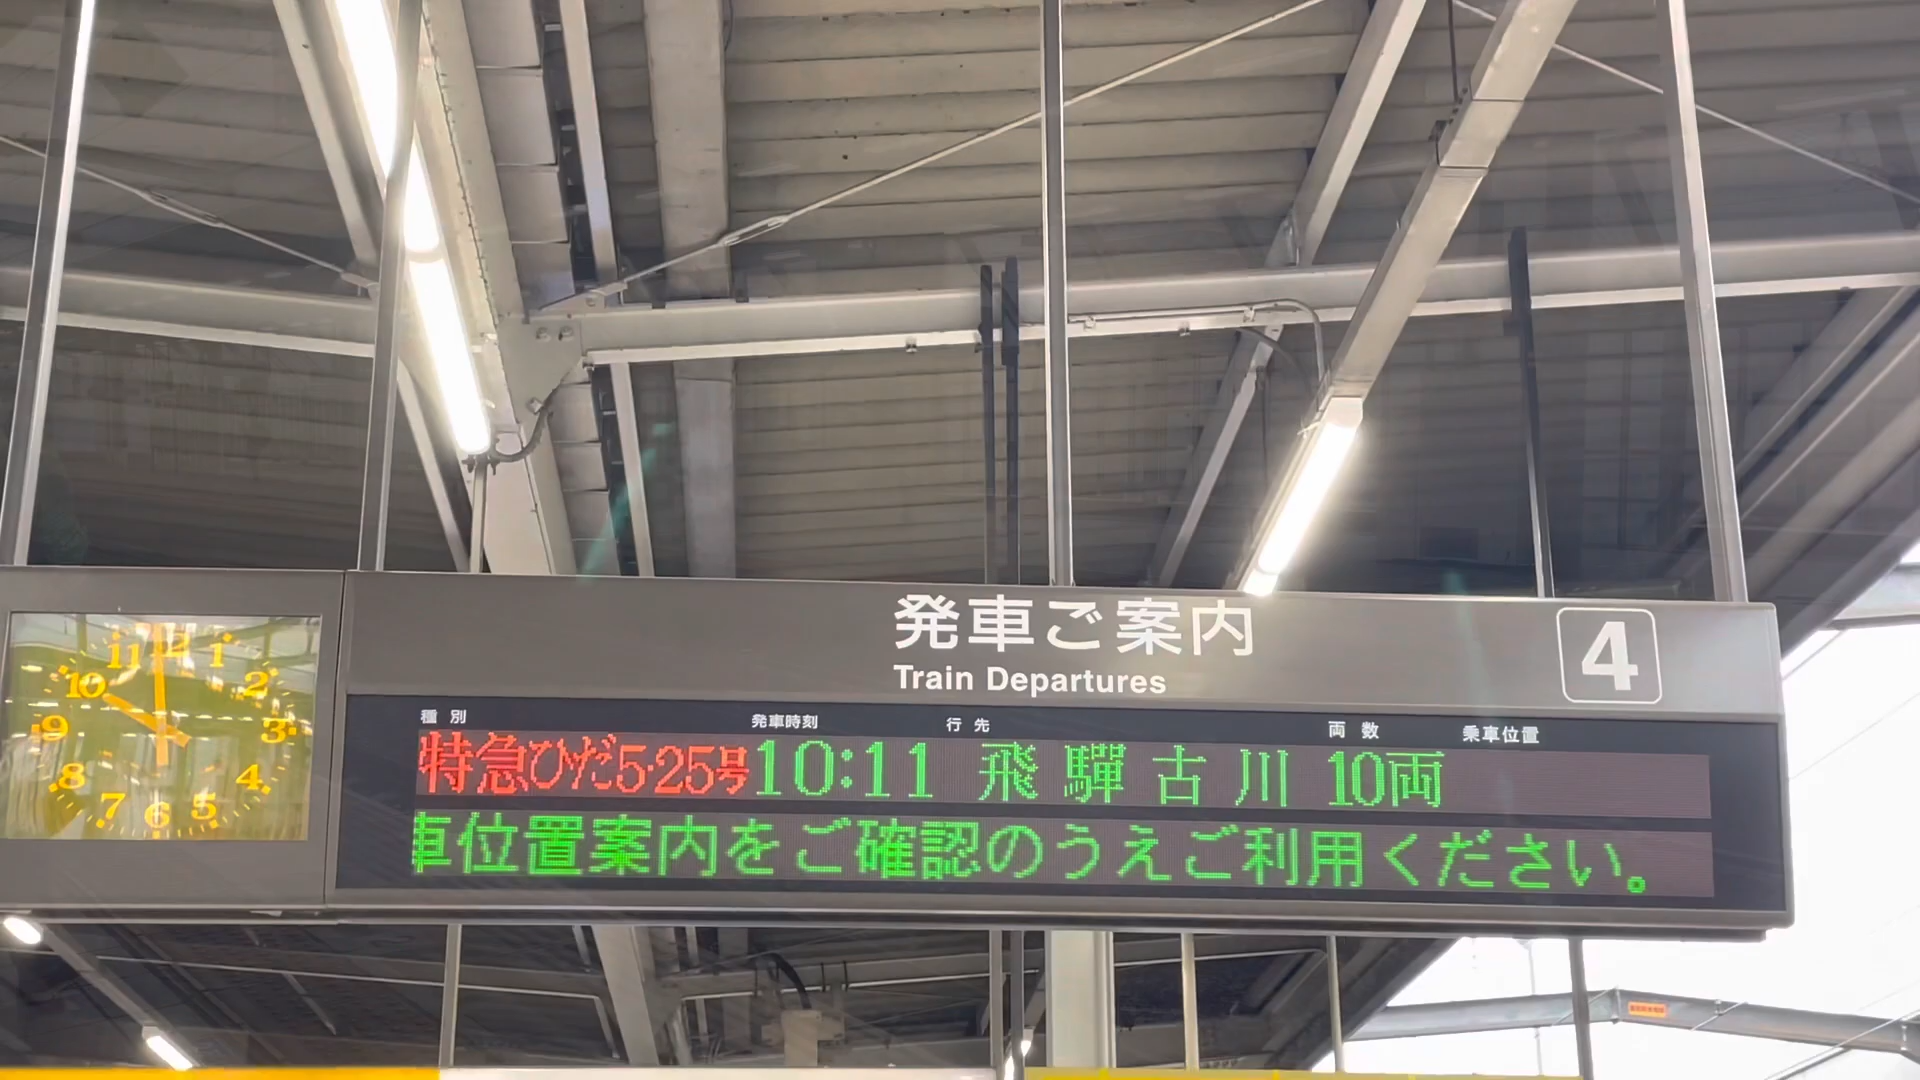 発車ご案内
4
Train Departures
種別 発車時刻 行先 両数 乗車位置
特急ひだ5・25号 10:11 飛驒古川 10両
車位置案内をご確認のうえご利用ください。
11 12 1
10 2
9 3
8 4
7 6 5